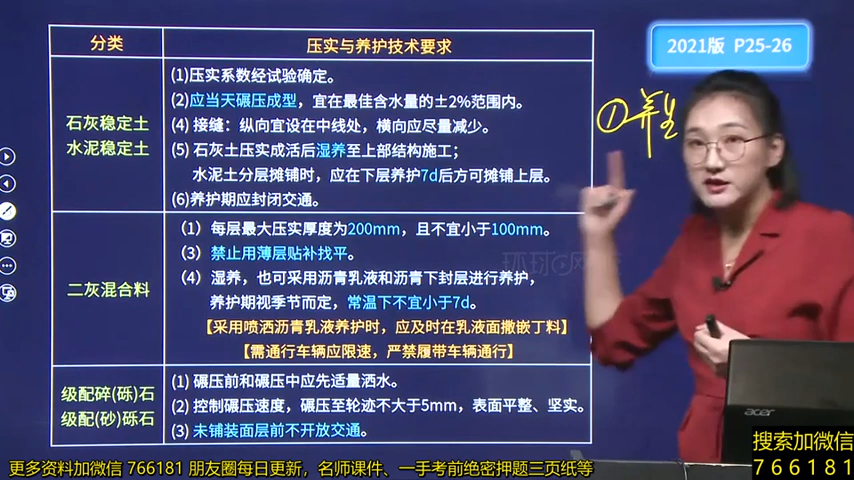 分类
压实与养护技术要求
石灰稳定土
水泥稳定土
(1)压实系数经试验确定。
(2)应当天碾压成型，宜在最佳含水量的±2%范围内。
(4) 接缝：纵向宜设在中线处，横向应尽量减少。
(5) 石灰土压实成活后湿养至上部结构施工；
水泥土分层摊铺时，应在下层养护7d后方可摊铺上层。
(6)养护期应封闭交通。
二灰混合料
（1）每层最大压实厚度为200mm，且不宜小于100mm。
（3）禁止用薄层贴补找平。
（4）湿养，也可采用沥青乳液和沥青下封层进行养护，
养护期视季节而定，常温下不宜小于7d。
【采用喷洒沥青乳液养护时，应及时在乳液面撒嵌丁料】
【需通行车辆应限速，严禁履带车辆通行】
级配碎(砾)石
级配(砂)砾石
(1) 碾压前和碾压中应先适量洒水。
(2) 控制碾压速度，碾压至轮迹不大于5mm，表面平整、坚实。
(3) 未铺装面层前不开放交通。
2021版 P25-26
①养生
环球网校
acer
搜索加微信
766181
更多资料加微信 766181 朋友圈每日更新，名师课件、一手考前绝密押题三页纸等